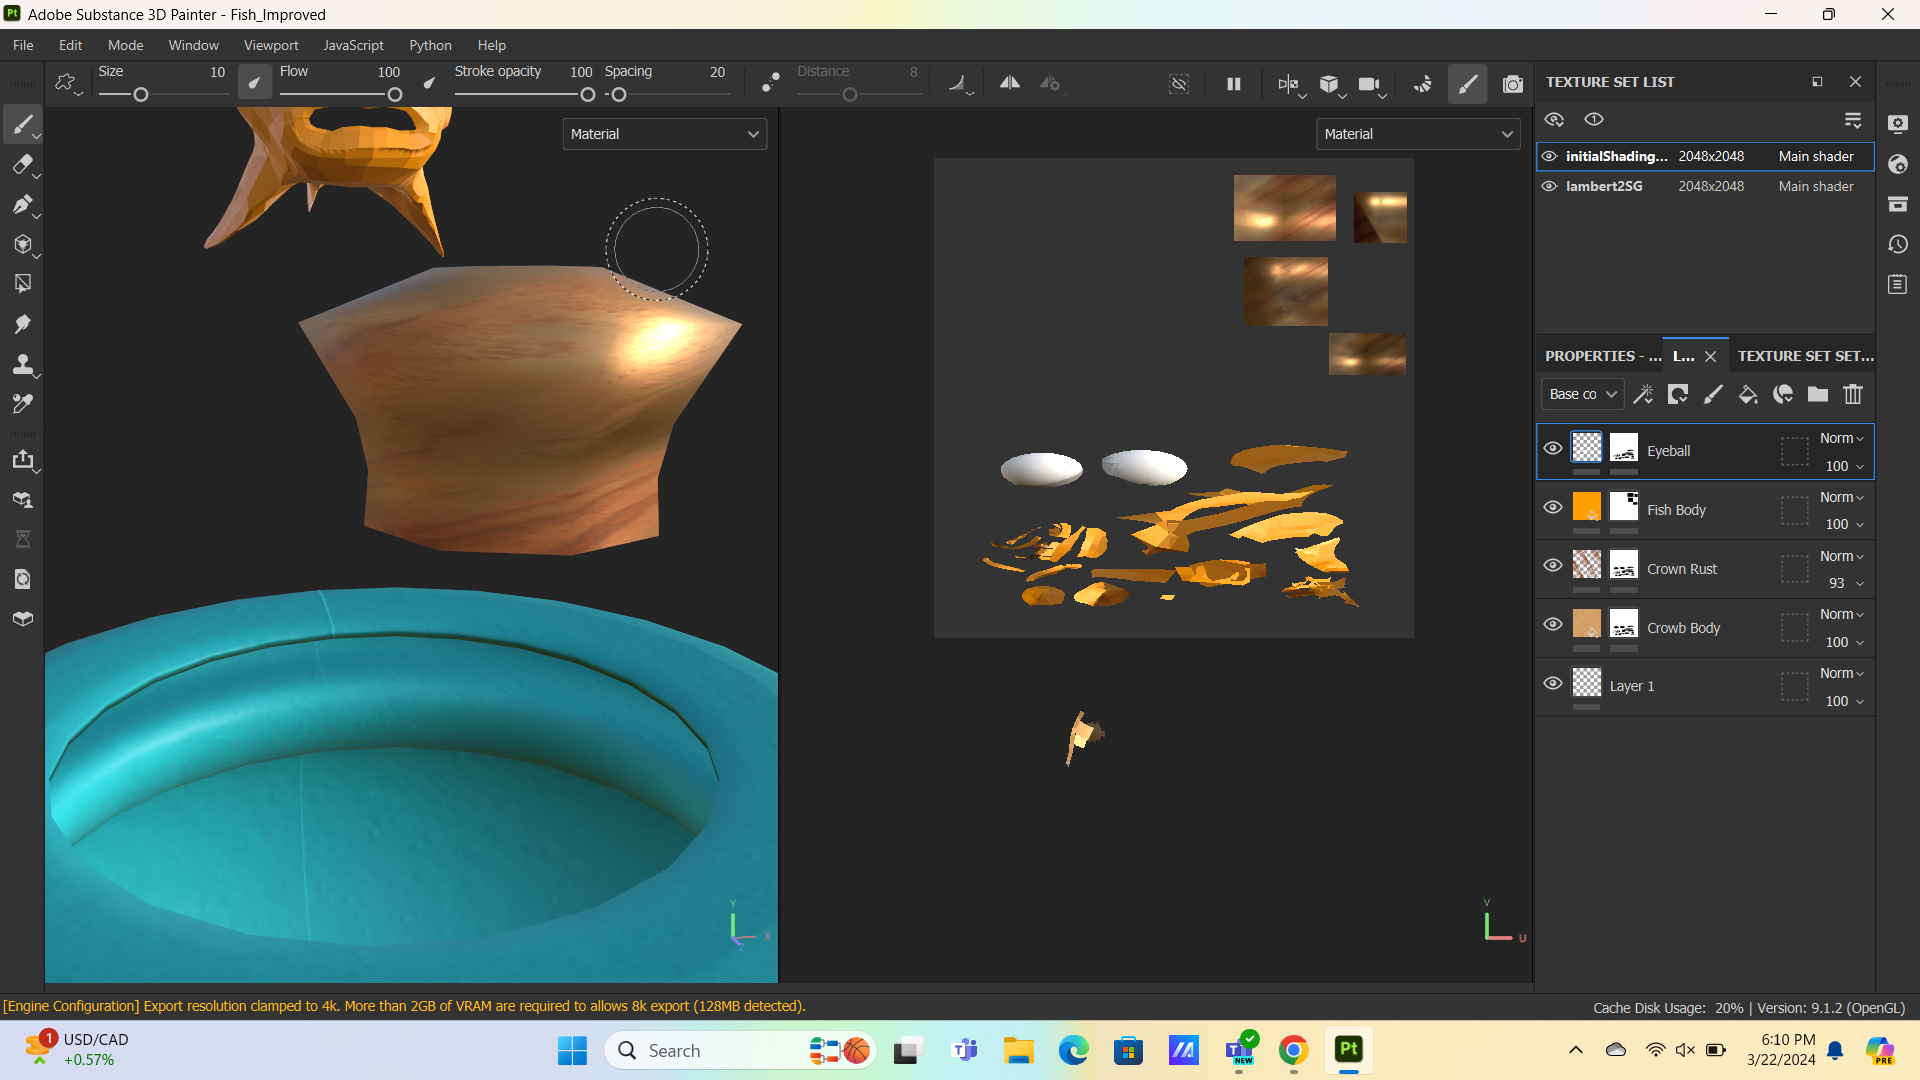 Pt Adobe Substance 3D Painter - Fish_Improved
File Edit Mode Window Viewport JavaScript Python Help
Size 10 Flow 100 Stroke opacity 100 Spacing 20 Distance 8
Material
Material
TEXTURE SET LIST
initialShading... 2048x2048 Main shader
lambert2SG 2048x2048 Main shader
PROPERTIES - ... L... TEXTURE SET SET...
Base co
Eyeball Norm 100
Fish Body Norm 100
Crown Rust Norm 93
Crowb Body Norm 100
Layer 1 Norm 100
Y X Z
V U
[Engine Configuration] Export resolution clamped to 4k. More than 2GB of VRAM are required to allows 8k export (128MB detected).
Cache Disk Usage: 20% | Version: 9.1.2 (OpenGL)
1 USD/CAD
+0.57%
Search
NEW
Pt
6:10 PM
3/22/2024
PRE